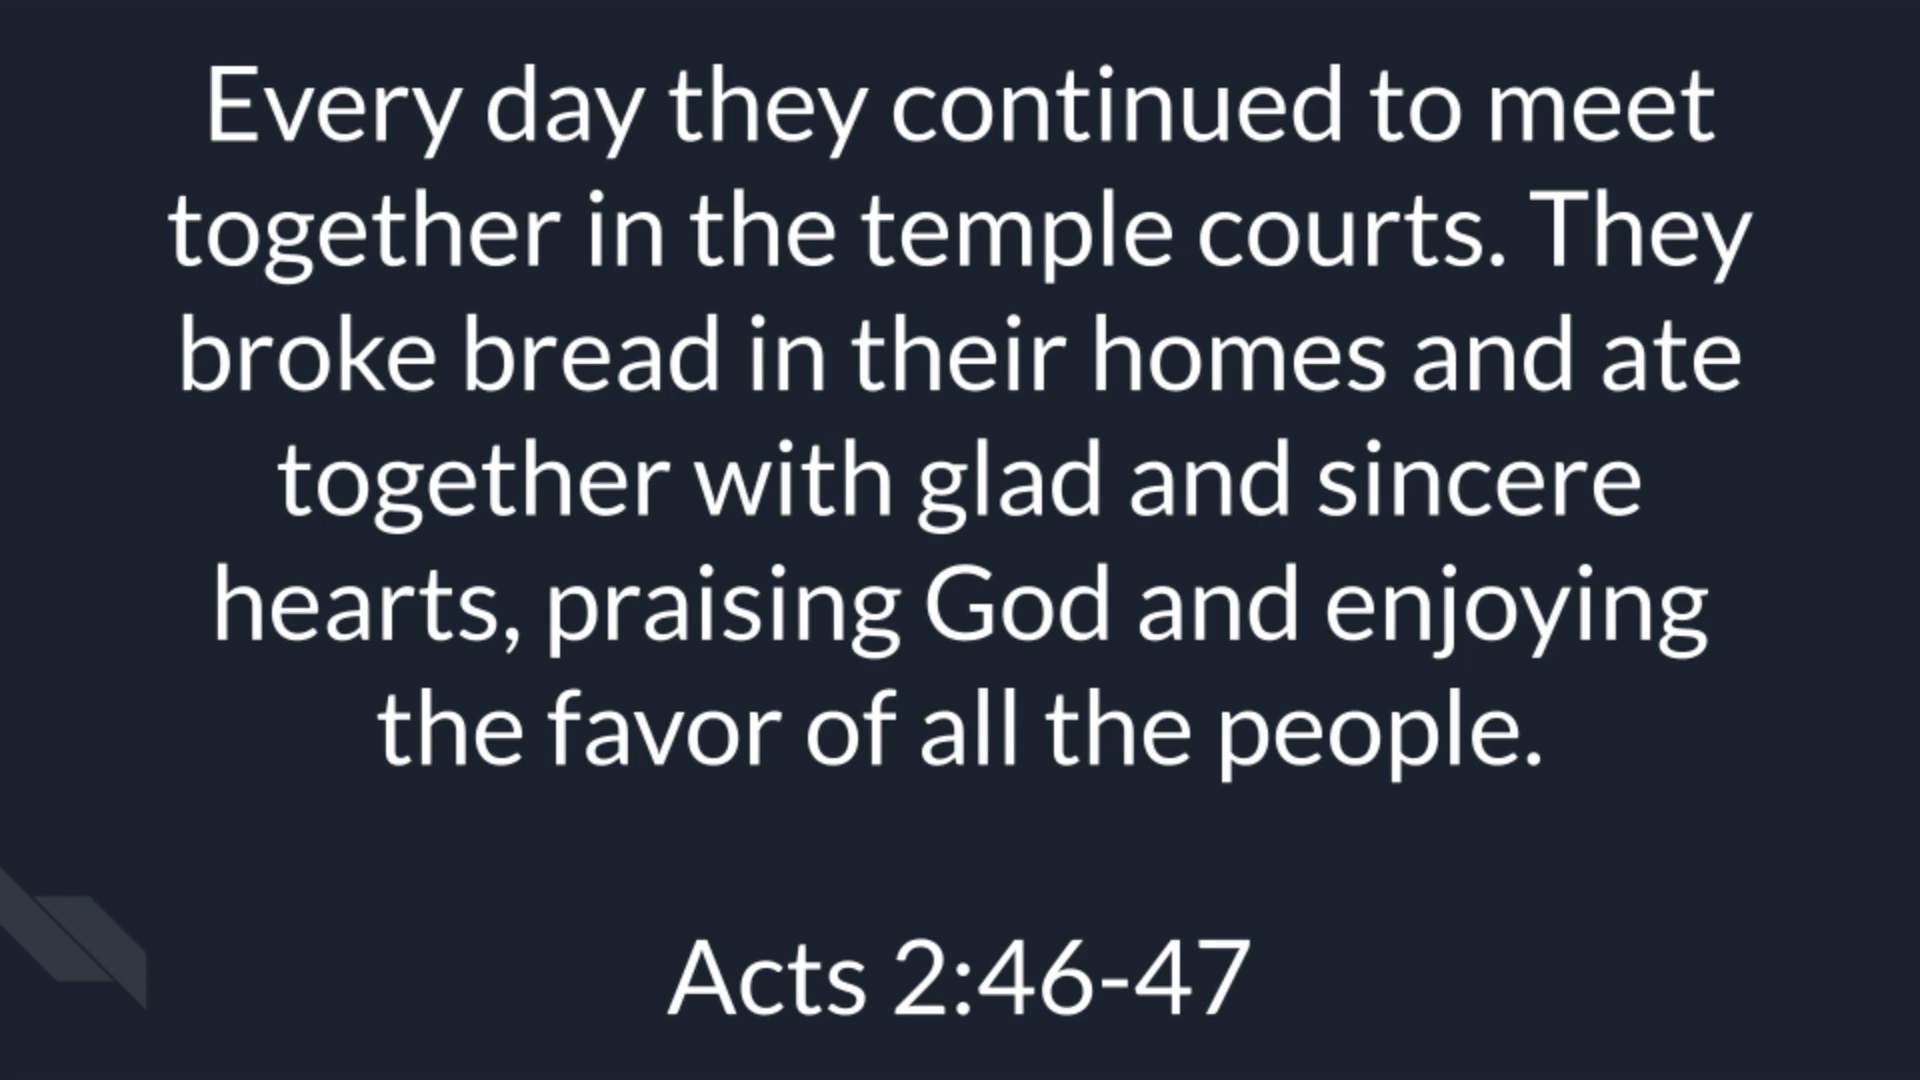 Every day they continued to meet
together in the temple courts. They
broke bread in their homes and ate
together with glad and sincere
hearts, praising God and enjoying
the favor of all the people.
Acts 2:46-47